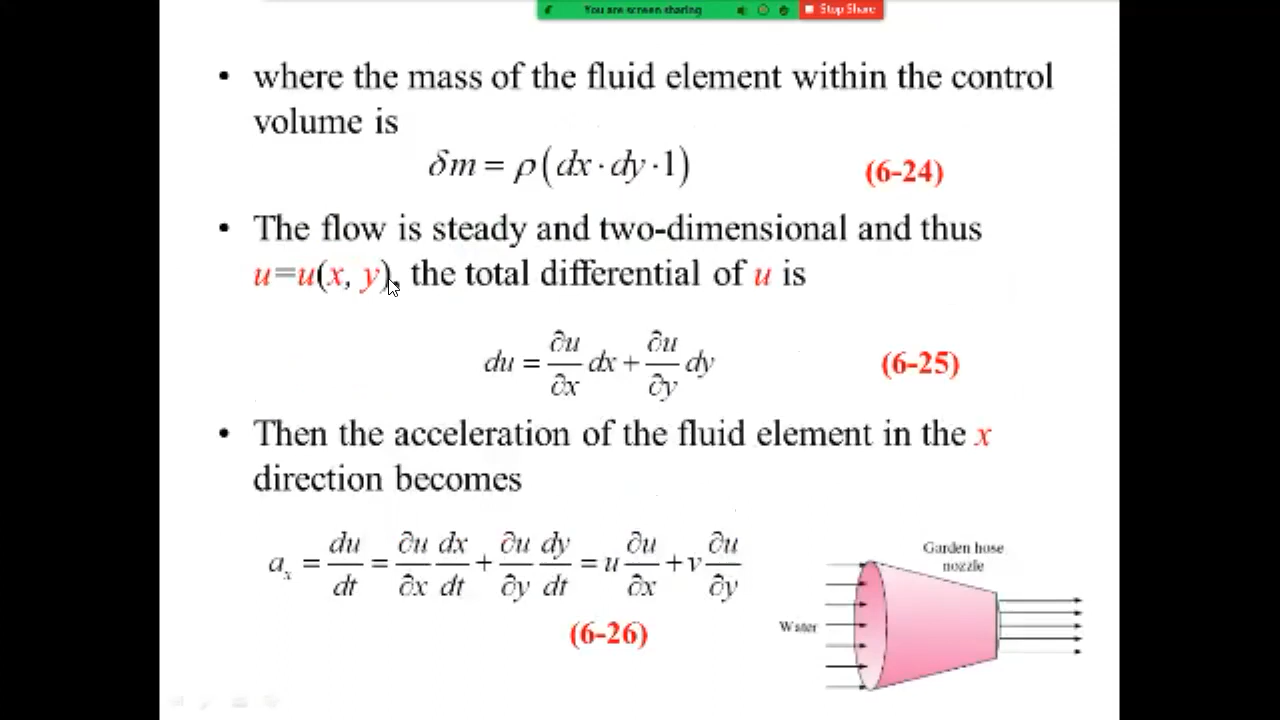 You are screen sharing
Stop Share
• where the mass of the fluid element within the control
volume is
δm = ρ(dx · dy · 1)
(6-24)
• The flow is steady and two-dimensional and thus
u=u(x, y), the total differential of u is
du = ∂u/∂x dx + ∂u/∂y dy
(6-25)
• Then the acceleration of the fluid element in the x
direction becomes
aₓ = du/dt = ∂u/∂x dx/dt + ∂u/∂y dy/dt = u ∂u/∂x + v ∂u/∂y
(6-26)
Garden hose
nozzle
Water